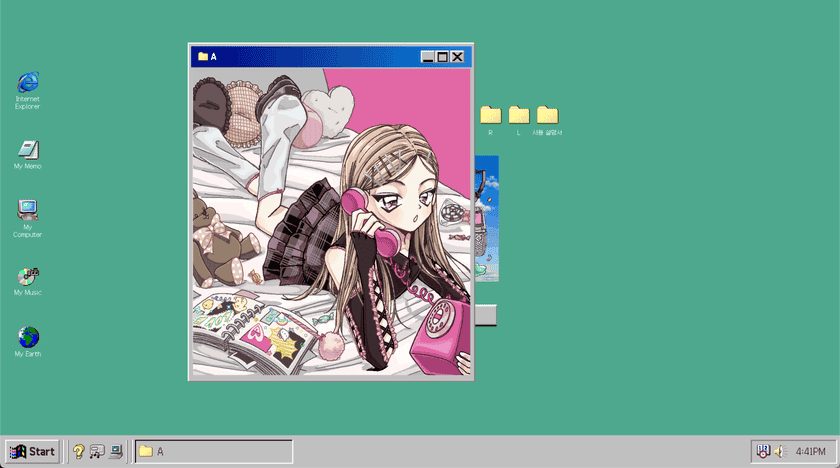 A
Internet
Explorer
My Memo
My
Computer
My Music
My Earth
R
L
사용 설명서
Start
A
4:41PM